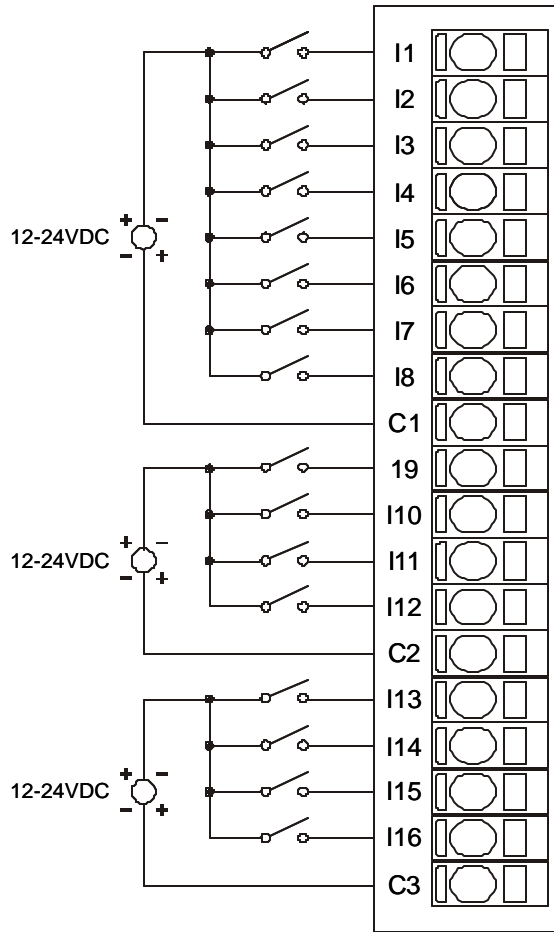 I1
I2
I3
I4
+ –
12-24VDC
– +
I5
I6
I7
I8
C1
19
I10
+ –
12-24VDC
– +
I11
I12
C2
I13
I14
+ –
12-24VDC
– +
I15
I16
C3